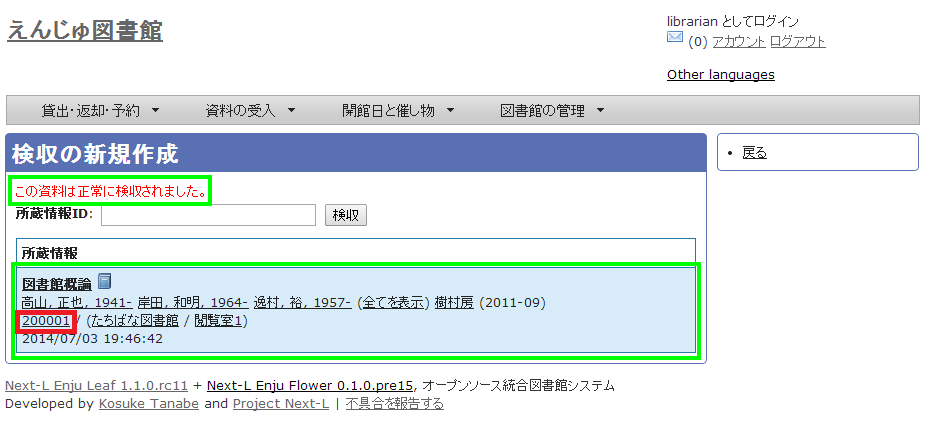 えんじゅ図書館
librarian としてログイン
(0) アカウント ログアウト
Other languages
貸出・返却・予約 資料の受入 開館日と催し物 図書館の管理
検収の新規作成
戻る
この資料は正常に検収されました。
所蔵情報ID: 検収
所蔵情報
図書館概論
高山, 正也, 1941- 岸田, 和明, 1964- 逸村, 裕, 1957- (全てを表示) 樹村房 (2011-09)
200001 / (たちばな図書館 / 閲覧室1)
2014/07/03 19:46:42
Next-L Enju Leaf 1.1.0.rc11 + Next-L Enju Flower 0.1.0.pre15, オープンソース統合図書館システム
Developed by Kosuke Tanabe and Project Next-L | 不具合を報告する